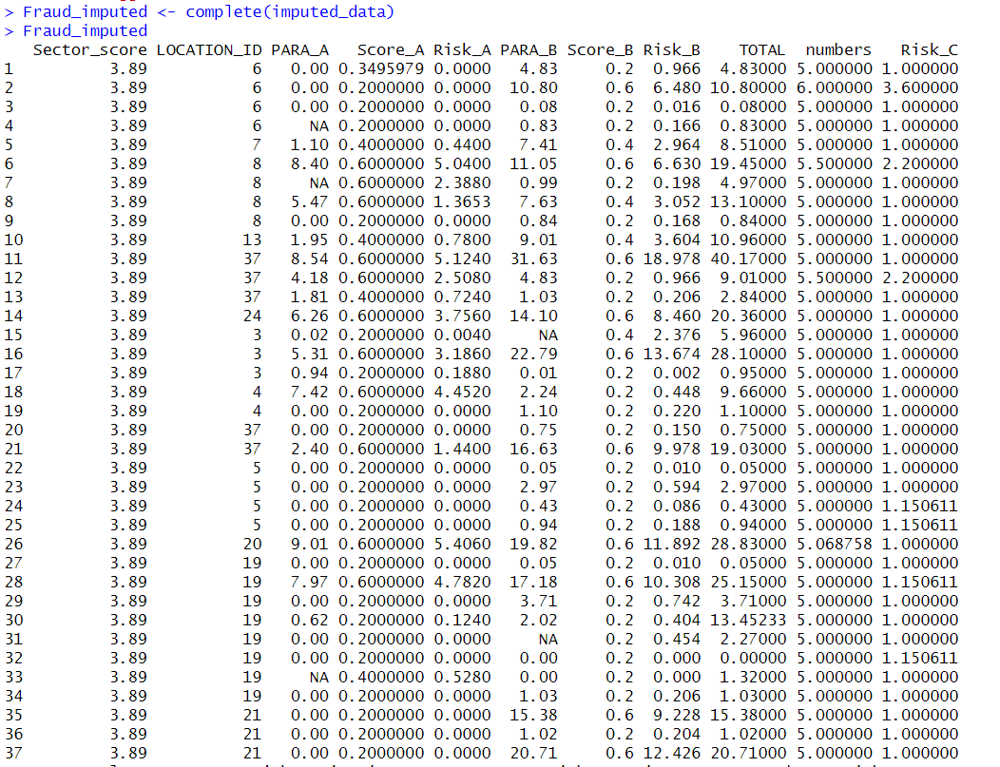 > Fraud_imputed <- complete(imputed_data)
> Fraud_imputed
Sector_score LOCATION_ID PARA_A Score_A Risk_A PARA_B Score_B Risk_B TOTAL numbers Risk_C
1 3.89 6 0.00 0.3495979 0.0000 4.83 0.2 0.966 4.83000 5.000000 1.000000
2 3.89 6 0.00 0.2000000 0.0000 10.80 0.6 6.480 10.80000 6.000000 3.600000
3 3.89 6 0.00 0.2000000 0.0000 0.08 0.2 0.016 0.08000 5.000000 1.000000
4 3.89 6 NA 0.2000000 0.0000 0.83 0.2 0.166 0.83000 5.000000 1.000000
5 3.89 7 1.10 0.4000000 0.4400 7.41 0.4 2.964 8.51000 5.000000 1.000000
6 3.89 8 8.40 0.6000000 5.0400 11.05 0.6 6.630 19.45000 5.500000 2.200000
7 3.89 8 NA 0.6000000 2.3880 0.99 0.2 0.198 4.97000 5.000000 1.000000
8 3.89 8 5.47 0.6000000 1.3653 7.63 0.4 3.052 13.10000 5.000000 1.000000
9 3.89 8 0.00 0.2000000 0.0000 0.84 0.2 0.168 0.84000 5.000000 1.000000
10 3.89 13 1.95 0.4000000 0.7800 9.01 0.4 3.604 10.96000 5.000000 1.000000
11 3.89 37 8.54 0.6000000 5.1240 31.63 0.6 18.978 40.17000 5.000000 1.000000
12 3.89 37 4.18 0.6000000 2.5080 4.83 0.2 0.966 9.01000 5.500000 2.200000
13 3.89 37 1.81 0.4000000 0.7240 1.03 0.2 0.206 2.84000 5.000000 1.000000
14 3.89 24 6.26 0.6000000 3.7560 14.10 0.6 8.460 20.36000 5.000000 1.000000
15 3.89 3 0.02 0.2000000 0.0040 NA 0.4 2.376 5.96000 5.000000 1.000000
16 3.89 3 5.31 0.6000000 3.1860 22.79 0.6 13.674 28.10000 5.000000 1.000000
17 3.89 3 0.94 0.2000000 0.1880 0.01 0.2 0.002 0.95000 5.000000 1.000000
18 3.89 4 7.42 0.6000000 4.4520 2.24 0.2 0.448 9.66000 5.000000 1.000000
19 3.89 4 0.00 0.2000000 0.0000 1.10 0.2 0.220 1.10000 5.000000 1.000000
20 3.89 37 0.00 0.2000000 0.0000 0.75 0.2 0.150 0.75000 5.000000 1.000000
21 3.89 37 2.40 0.6000000 1.4400 16.63 0.6 9.978 19.03000 5.000000 1.000000
22 3.89 5 0.00 0.2000000 0.0000 0.05 0.2 0.010 0.05000 5.000000 1.000000
23 3.89 5 0.00 0.2000000 0.0000 2.97 0.2 0.594 2.97000 5.000000 1.000000
24 3.89 5 0.00 0.2000000 0.0000 0.43 0.2 0.086 0.43000 5.000000 1.150611
25 3.89 5 0.00 0.2000000 0.0000 0.94 0.2 0.188 0.94000 5.000000 1.150611
26 3.89 20 9.01 0.6000000 5.4060 19.82 0.6 11.892 28.83000 5.068758 1.000000
27 3.89 19 0.00 0.2000000 0.0000 0.05 0.2 0.010 0.05000 5.000000 1.000000
28 3.89 19 7.97 0.6000000 4.7820 17.18 0.6 10.308 25.15000 5.000000 1.150611
29 3.89 19 0.00 0.2000000 0.0000 3.71 0.2 0.742 3.71000 5.000000 1.000000
30 3.89 19 0.62 0.2000000 0.1240 2.02 0.2 0.404 13.45233 5.000000 1.000000
31 3.89 19 0.00 0.2000000 0.0000 NA 0.2 0.454 2.27000 5.000000 1.000000
32 3.89 19 0.00 0.2000000 0.0000 0.00 0.2 0.000 0.00000 5.000000 1.150611
33 3.89 19 NA 0.4000000 0.5280 0.00 0.2 0.000 1.32000 5.000000 1.000000
34 3.89 19 0.00 0.2000000 0.0000 1.03 0.2 0.206 1.03000 5.000000 1.000000
35 3.89 21 0.00 0.2000000 0.0000 15.38 0.6 9.228 15.38000 5.000000 1.000000
36 3.89 21 0.00 0.2000000 0.0000 1.02 0.2 0.204 1.02000 5.000000 1.000000
37 3.89 21 0.00 0.2000000 0.0000 20.71 0.6 12.426 20.71000 5.000000 1.000000